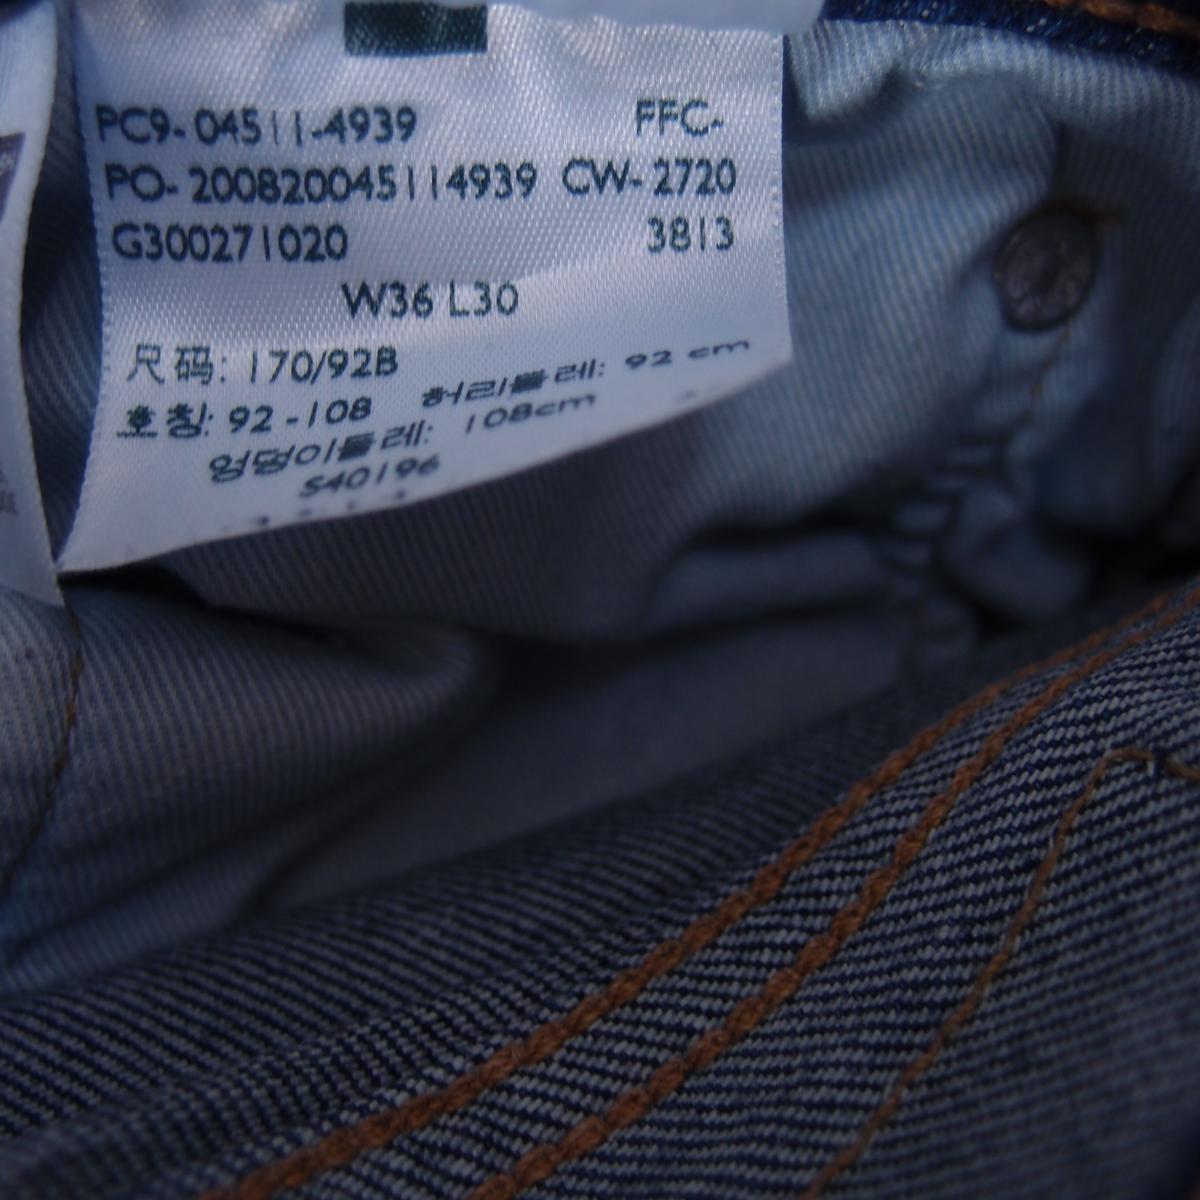 PC9-04511-4939 FFC-
PO-200820045114939 CW-2720
G300271020 3813
W36 L30
尺码: 170/92B
호칭: 92-108 허리둘레: 92 cm
엉덩이둘레: 108cm
S40196